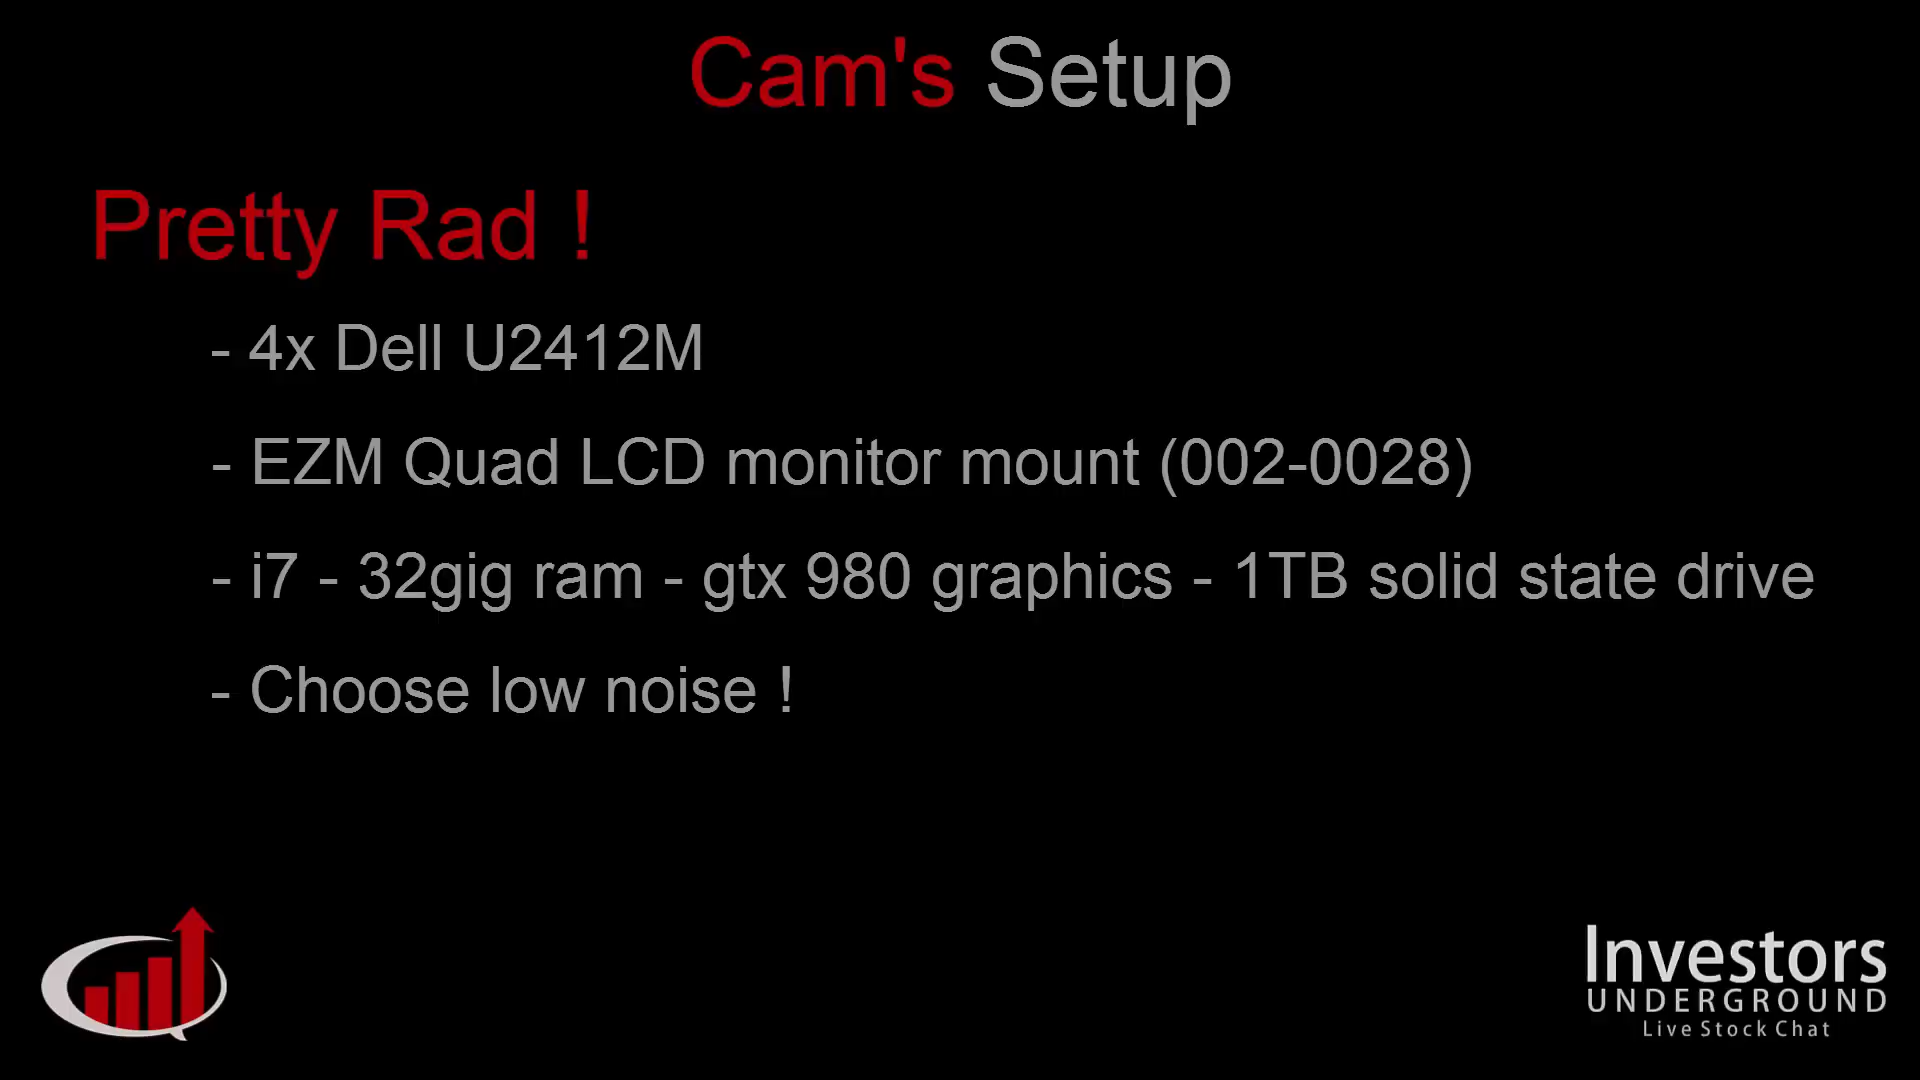 Cam's Setup
Pretty Rad !
- 4x Dell U2412M
- EZM Quad LCD monitor mount (002-0028)
- i7 - 32gig ram - gtx 980 graphics - 1TB solid state drive
- Choose low noise !
Investors
UNDERGROUND
Live Stock Chat